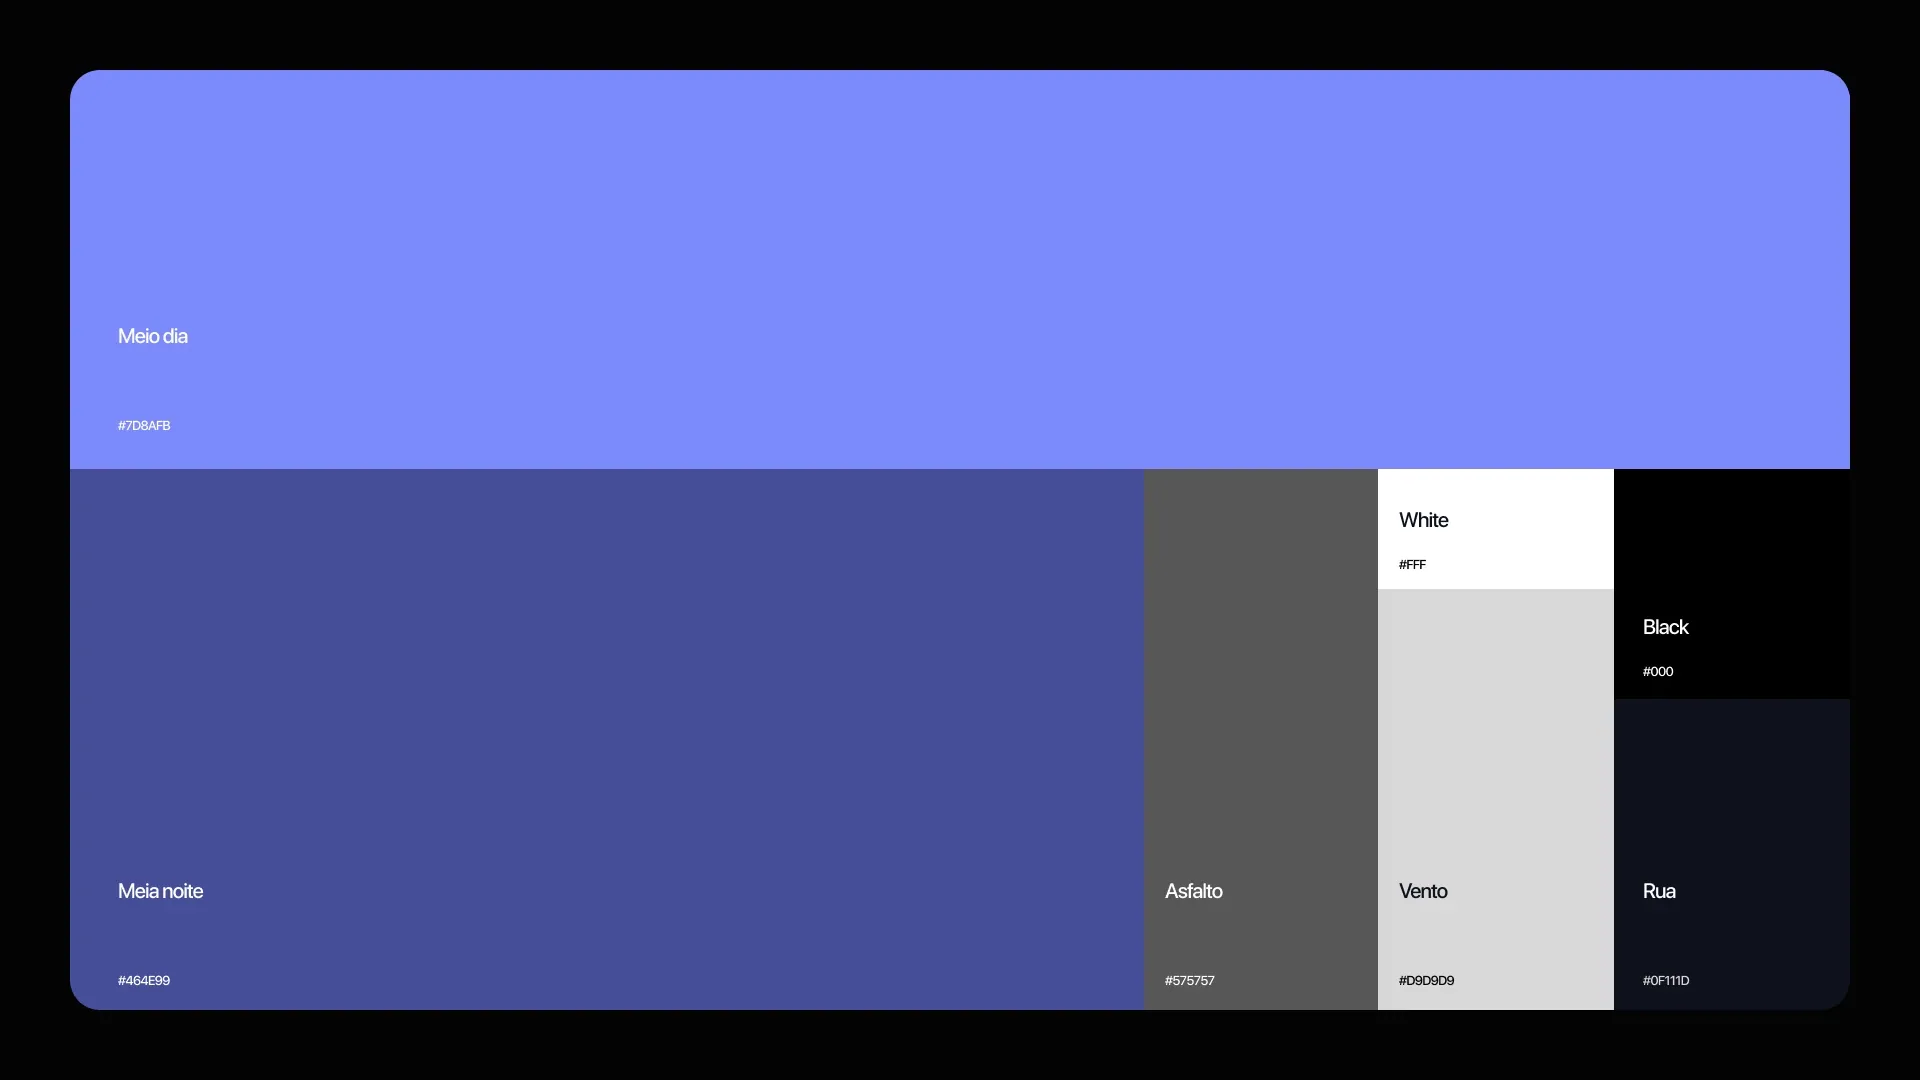 Meio dia
#7D8AFB
Meia noite
#464E99
Asfalto
#575757
White
#FFF
Vento
#D9D9D9
Black
#000
Rua
#0F111D